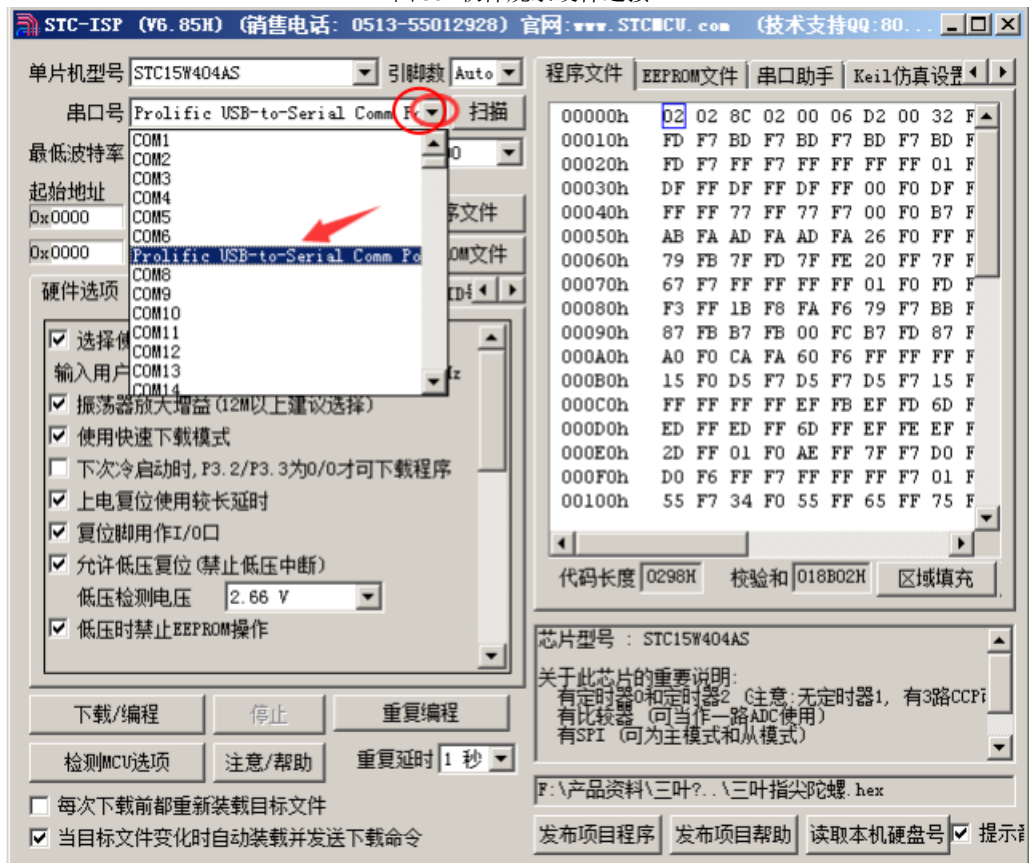 STC-ISP (V6.85H) (销售电话: 0513-55012928) 官网:www.STCMCU.com (技术支持QQ:80...
单片机型号 STC15W404AS 引脚数 Auto
串口号 Prolific USB-to-Serial Comm 扫描
最低波特率
COM1
COM2
COM3
COM4
COM5
COM6
Prolific USB-to-Serial Comm Po
COM8
COM9
COM10
COM11
COM12
COM13
COM14
起始地址
0x0000 序文件
0x0000 OM文件
硬件选项
选择使
输入用户
振荡器放大增益(12M以上建议选择)
使用快速下载模式
下次冷启动时,P3.2/P3.3为0/0才可下载程序
上电复位使用较长延时
复位脚用作I/O口
允许低压复位(禁止低压中断)
低压检测电压 2.66 V
低压时禁止EEPROM操作
下载/编程 停止 重复编程
检测MCU选项 注意/帮助 重复延时 1 秒
每次下载前都重新装载目标文件
当目标文件变化时自动装载并发送下载命令
程序文件 EEPROM文件 串口助手 Keil仿真设置
00000h 02 02 8C 02 00 06 D2 00 32 F
00010h FD F7 BD F7 BD F7 BD F7 BD F
00020h FD F7 FF F7 FF FF FF FF 01 F
00030h DF FF DF FF DF FF 00 F0 DF F
00040h FF FF 77 FF 77 F7 00 F0 B7 F
00050h AB FA AD FA AD FA 26 F0 FF F
00060h 79 FB 7F FD 7F FE 20 FF 7F F
00070h 67 F7 FF FF FF FF 01 F0 FD F
00080h F3 FF 1B F8 FA F6 79 F7 BB F
00090h 87 FB B7 FB 00 FC B7 FD 87 F
000A0h A0 F0 CA FA 60 F6 FF FF FF F
000B0h 15 F0 D5 F7 D5 F7 D5 F7 15 F
000C0h FF FF FF FF EF FB EF FD 6D F
000D0h ED FF ED FF 6D FF EF FE EF F
000E0h 2D FF 01 F0 AE FF 7F F7 D0 F
000F0h D0 F6 FF F7 FF FF FF F7 01 F
00100h 55 F7 34 F0 55 FF 65 FF 75 F
代码长度 0298H 校验和 018B02H 区域填充
芯片型号 : STC15W404AS
关于此芯片的重要说明:
有定时器0和定时器2 (注意:无定时器1, 有3路CCP可
有比较器 (可当作一路ADC使用)
有SPI (可为主模式和从模式)
F:\产品资料\三叶?..\三叶指尖陀螺.hex
发布项目程序 发布项目帮助 读取本机硬盘号 提示音